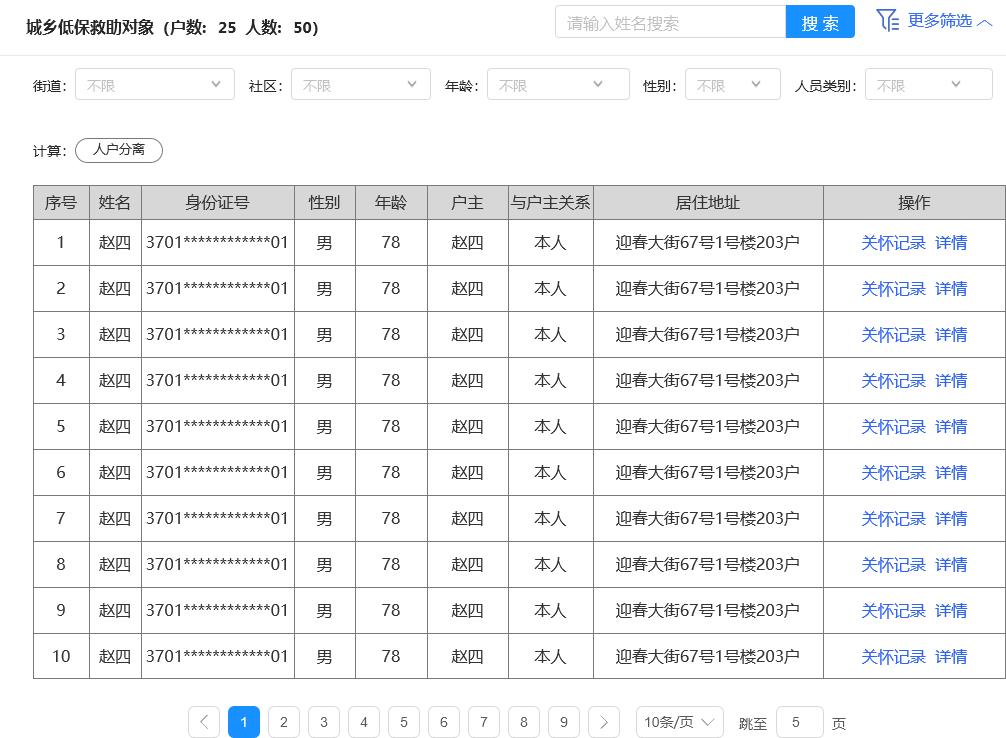 城乡低保救助对象（户数：25 人数：50） 请输入姓名搜索 搜 索 更多筛选
街道： 不限 社区： 不限 年龄： 不限 性别： 不限 人员类别： 不限
计算： 人户分离
序号 姓名 身份证号 性别 年龄 户主 与户主关系 居住地址 操作
1 赵四 3701************01 男 78 赵四 本人 迎春大街67号1号楼203户 关怀记录 详情
2 赵四 3701************01 男 78 赵四 本人 迎春大街67号1号楼203户 关怀记录 详情
3 赵四 3701************01 男 78 赵四 本人 迎春大街67号1号楼203户 关怀记录 详情
4 赵四 3701************01 男 78 赵四 本人 迎春大街67号1号楼203户 关怀记录 详情
5 赵四 3701************01 男 78 赵四 本人 迎春大街67号1号楼203户 关怀记录 详情
6 赵四 3701************01 男 78 赵四 本人 迎春大街67号1号楼203户 关怀记录 详情
7 赵四 3701************01 男 78 赵四 本人 迎春大街67号1号楼203户 关怀记录 详情
8 赵四 3701************01 男 78 赵四 本人 迎春大街67号1号楼203户 关怀记录 详情
9 赵四 3701************01 男 78 赵四 本人 迎春大街67号1号楼203户 关怀记录 详情
10 赵四 3701************01 男 78 赵四 本人 迎春大街67号1号楼203户 关怀记录 详情
1 2 3 4 5 6 7 8 9 10条/页 跳至 5 页